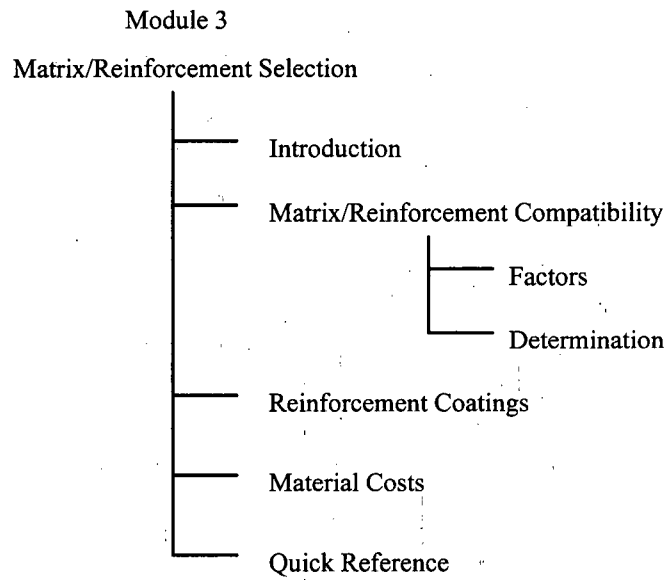 Module 3
Matrix/Reinforcement Selection
Introduction
Matrix/Reinforcement Compatibility
Factors
Determination
Reinforcement Coatings
Material Costs
Quick Reference